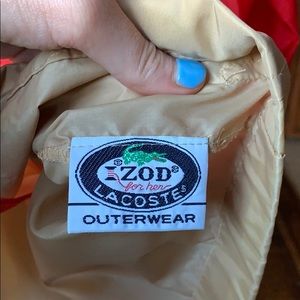 IZOD
for her
LACOSTE
OUTERWEAR